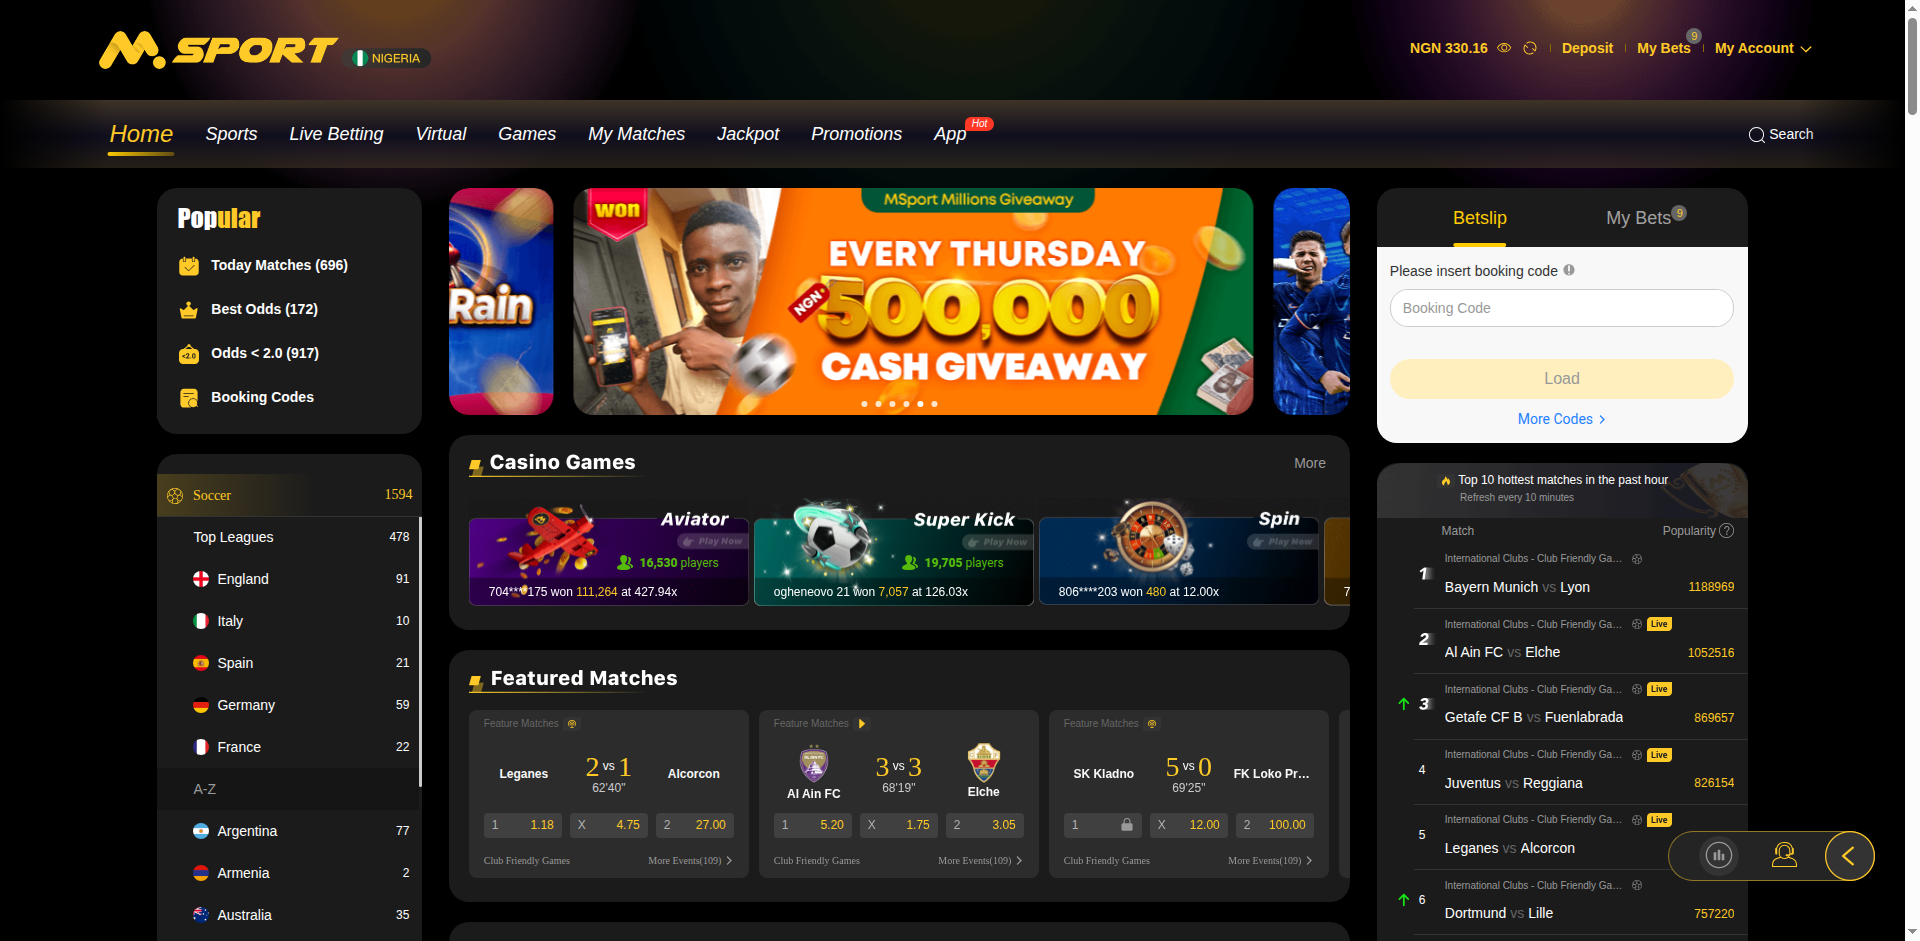 M.SPORT
NIGERIA
NGN 330.16
Deposit
My Bets
9
My Account
Home
Sports
Live Betting
Virtual
Games
My Matches
Jackpot
Promotions
App
Hot
Search
Popular
Today Matches (696)
Best Odds (172)
<2.0
Odds < 2.0 (917)
Booking Codes
Soccer
1594
Top Leagues
478
England
91
Italy
10
Spain
21
Germany
59
France
22
A-Z
Argentina
77
Armenia
2
Australia
35
Rain
won
MSport Millions Giveaway
EVERY THURSDAY
NGN
500,000
CASH GIVEAWAY
Casino Games
More
Aviator
Play Now
16,530 players
704****175 won 111,264 at 427.94x
Super Kick
Play Now
19,705 players
ogheneovo 21 won 7,057 at 126.03x
Spin
Play Now
806****203 won 480 at 12.00x
7
Featured Matches
Feature Matches
Leganes
2 vs 1
62'40"
Alcorcon
1 1.18
X 4.75
2 27.00
Club Friendly Games
More Events(109)
Feature Matches
Al Ain FC
3 vs 3
68'19"
Elche
1 5.20
X 1.75
2 3.05
Club Friendly Games
More Events(109)
Feature Matches
SK Kladno
5 vs 0
69'25"
FK Loko Pr...
1
X 12.00
2 100.00
Club Friendly Games
More Events(109)
Betslip
My Bets
9
Please insert booking code
Booking Code
Load
More Codes
Top 10 hottest matches in the past hour
Refresh every 10 minutes
Match
Popularity
?
1
International Clubs - Club Friendly Ga...
Bayern Munich vs Lyon
1188969
2
International Clubs - Club Friendly Ga...
Live
Al Ain FC vs Elche
1052516
3
International Clubs - Club Friendly Ga...
Live
Getafe CF B vs Fuenlabrada
869657
4
International Clubs - Club Friendly Ga...
Live
Juventus vs Reggiana
826154
5
International Clubs - Club Friendly Ga...
Live
Leganes vs Alcorcon
6
International Clubs - Club Friendly Ga...
Dortmund vs Lille
757220